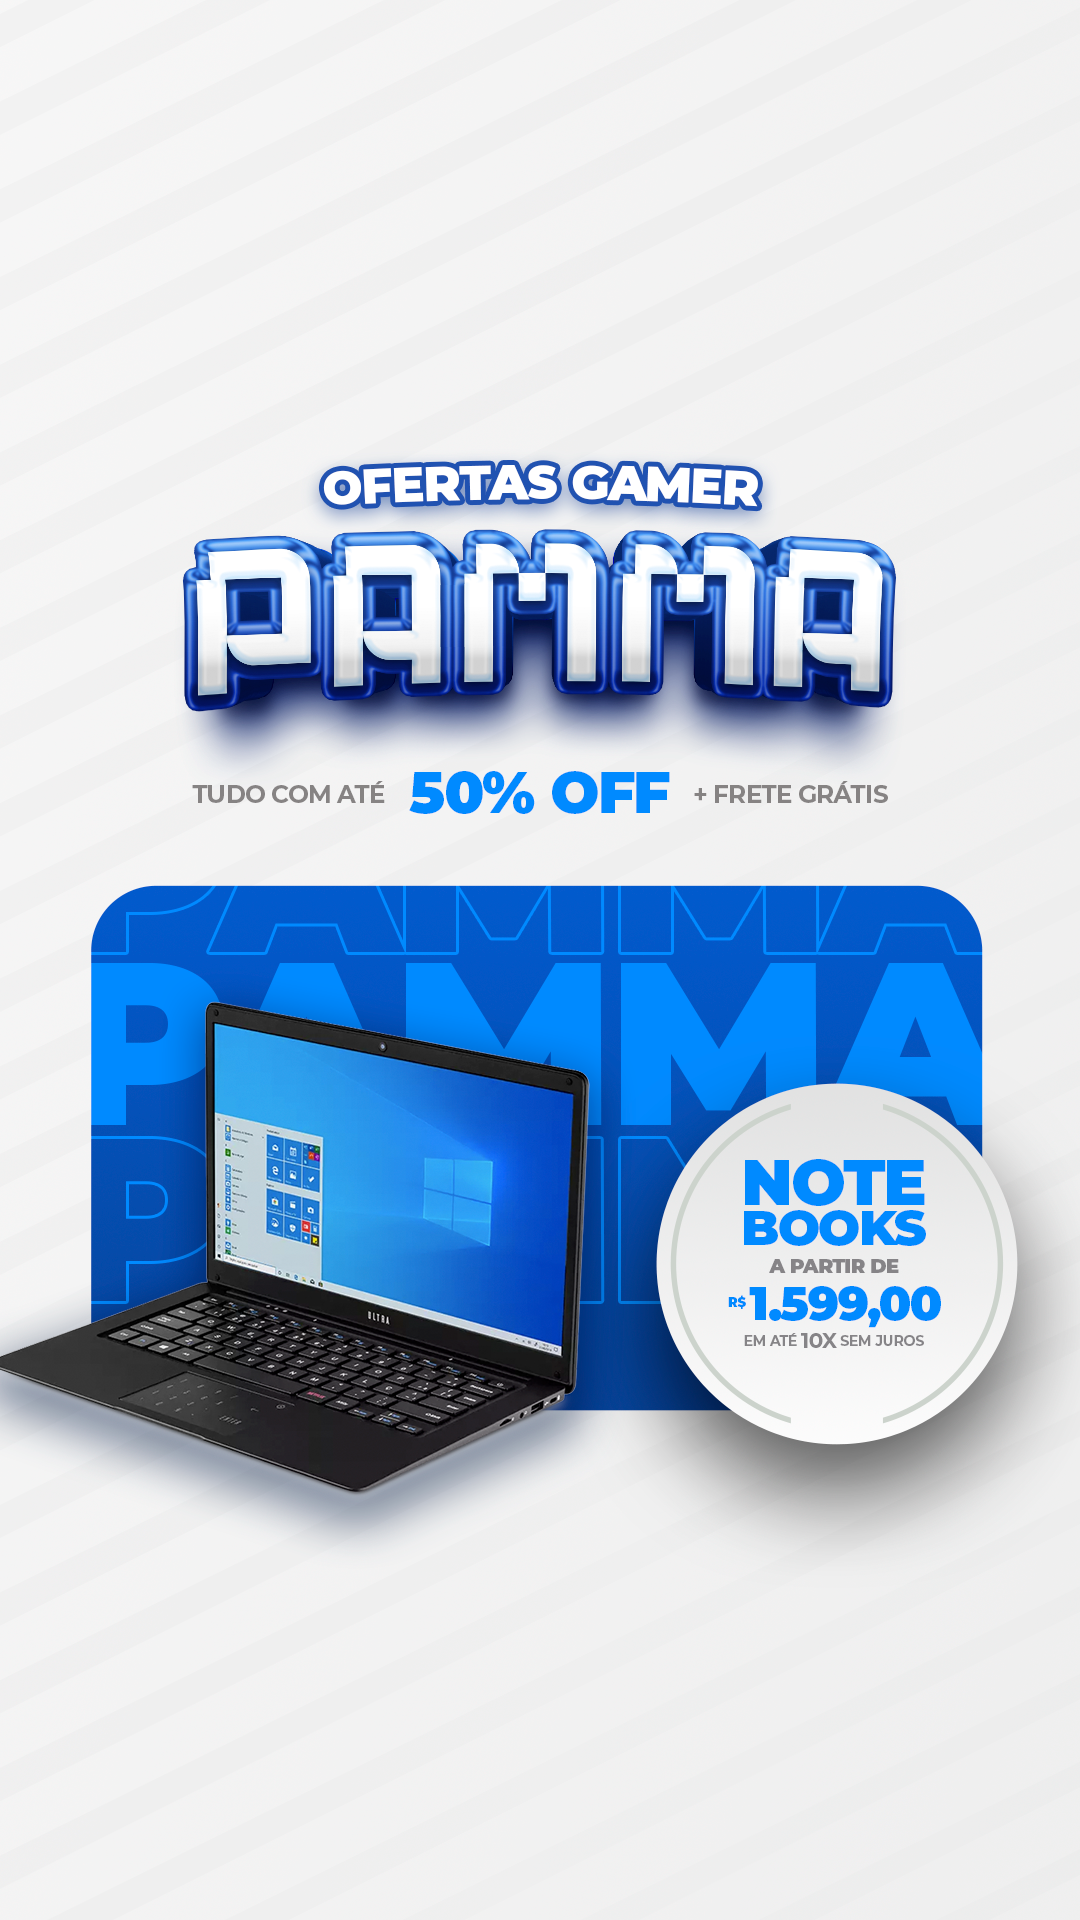 OFERTAS GAMER
PAMMA
TUDO COM ATÉ 50% OFF + FRETE GRÁTIS
PAMMA
PAMMA
NOTE
BOOKS
A PARTIR DE
R$ 1.599,00
EM ATÉ 10X SEM JUROS
ULTRA